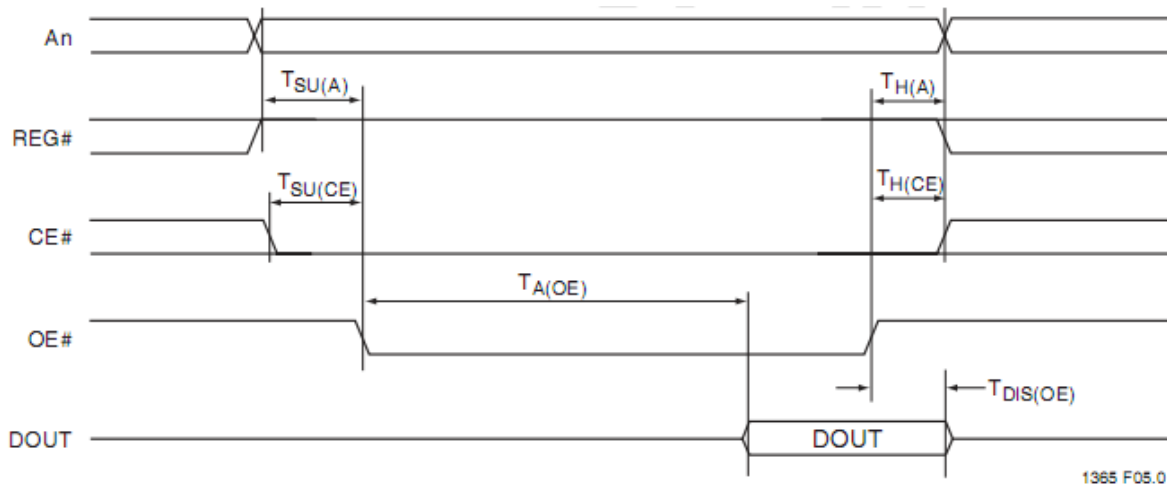 An
TSU(A)
TH(A)
REG#
TSU(CE)
TH(CE)
CE#
TA(OE)
OE#
TDIS(OE)
DOUT
DOUT
1365 F05.0